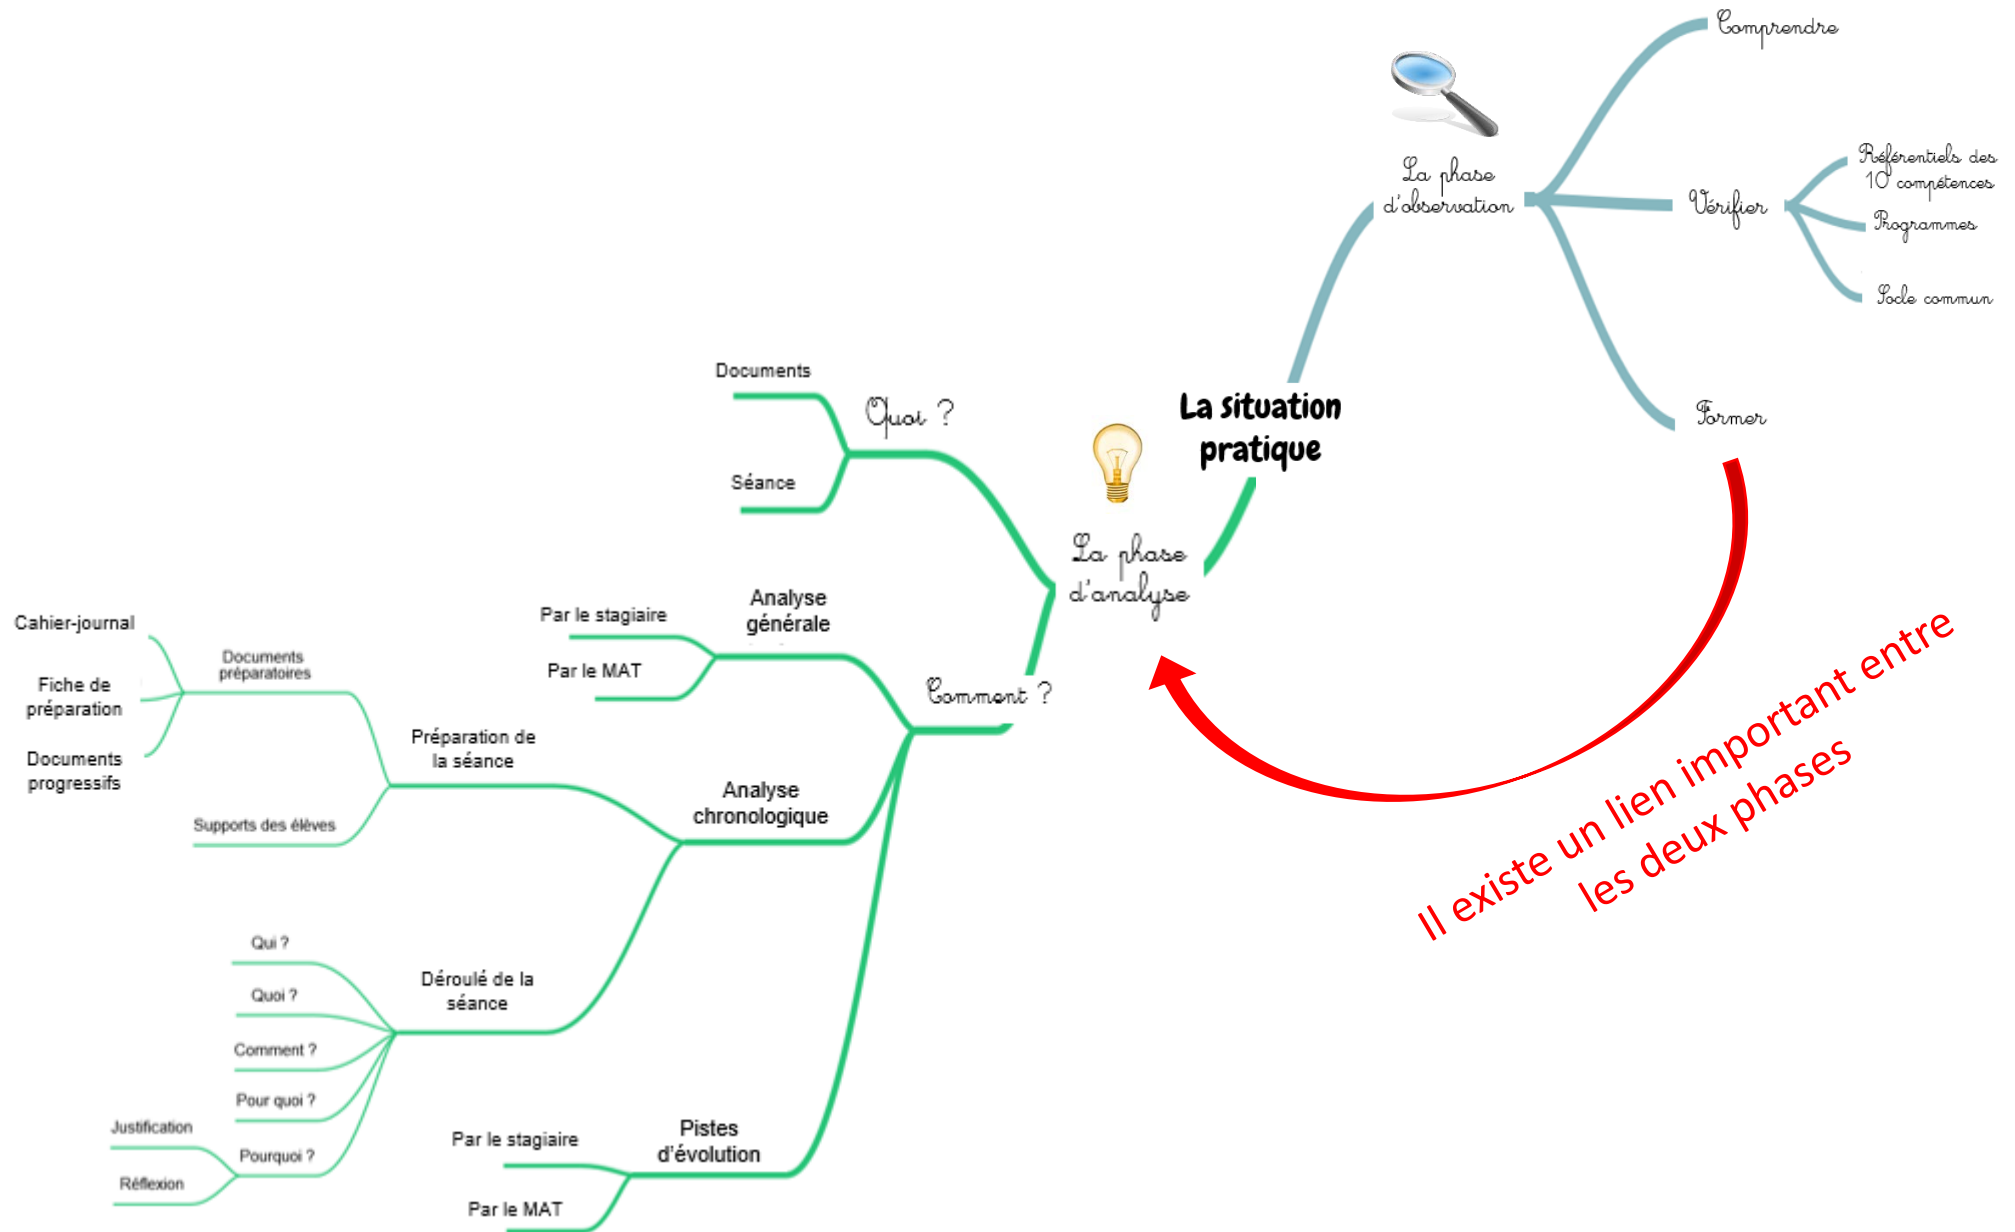 La situation
pratique
La phase
d'observation
Comprendre
Vérifier
Référentiels des
10 compétences
Programmes
Socle commun
Former
Il existe un lien important entre
les deux phases
La phase
d'analyse
Quoi ?
Documents
Séance
Comment ?
Analyse
générale
Par le stagiaire
Par le MAT
Analyse
chronologique
Préparation de
la séance
Documents
préparatoires
Cahier-journal
Fiche de
préparation
Documents
progressifs
Supports des élèves
Déroulé de la
séance
Qui ?
Quoi ?
Comment ?
Pour quoi ?
Pourquoi ?
Justification
Réflexion
Pistes
d'évolution
Par le stagiaire
Par le MAT